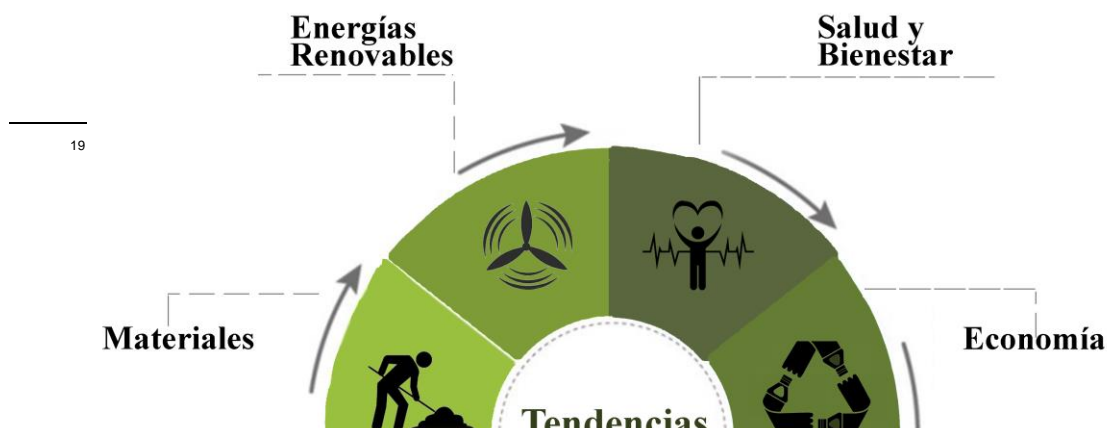 Energías
Renovables
Salud y
Bienestar
19
Materiales
Economía
Tendencias